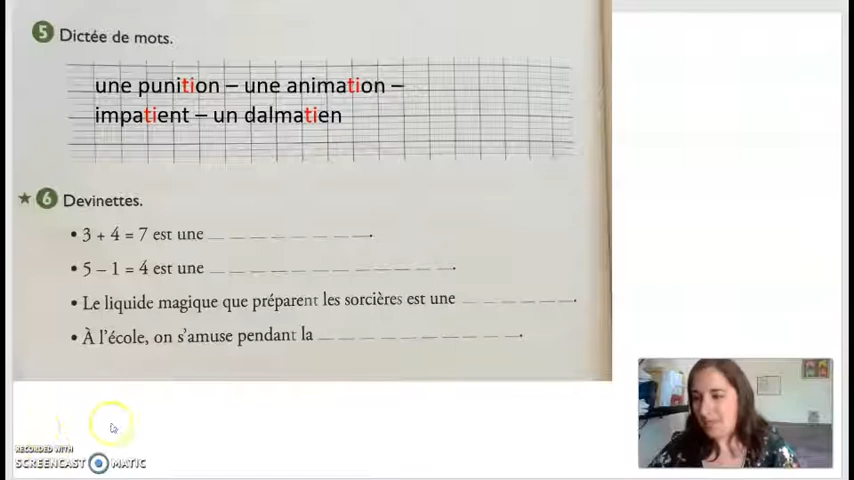 5 Dictée de mots.
une punition – une animation –
impatient – un dalmatien
★ 6 Devinettes.
• 3 + 4 = 7 est une _ _ _ _ _ _ _ _.
• 5 – 1 = 4 est une _ _ _ _ _ _ _ _ _ _ _ _.
• Le liquide magique que préparent les sorcières est une _ _ _ _ _ _.
• À l'école, on s'amuse pendant la _ _ _ _ _ _ _ _ _ _.
RECORDED WITH
SCREENCAST MATIC